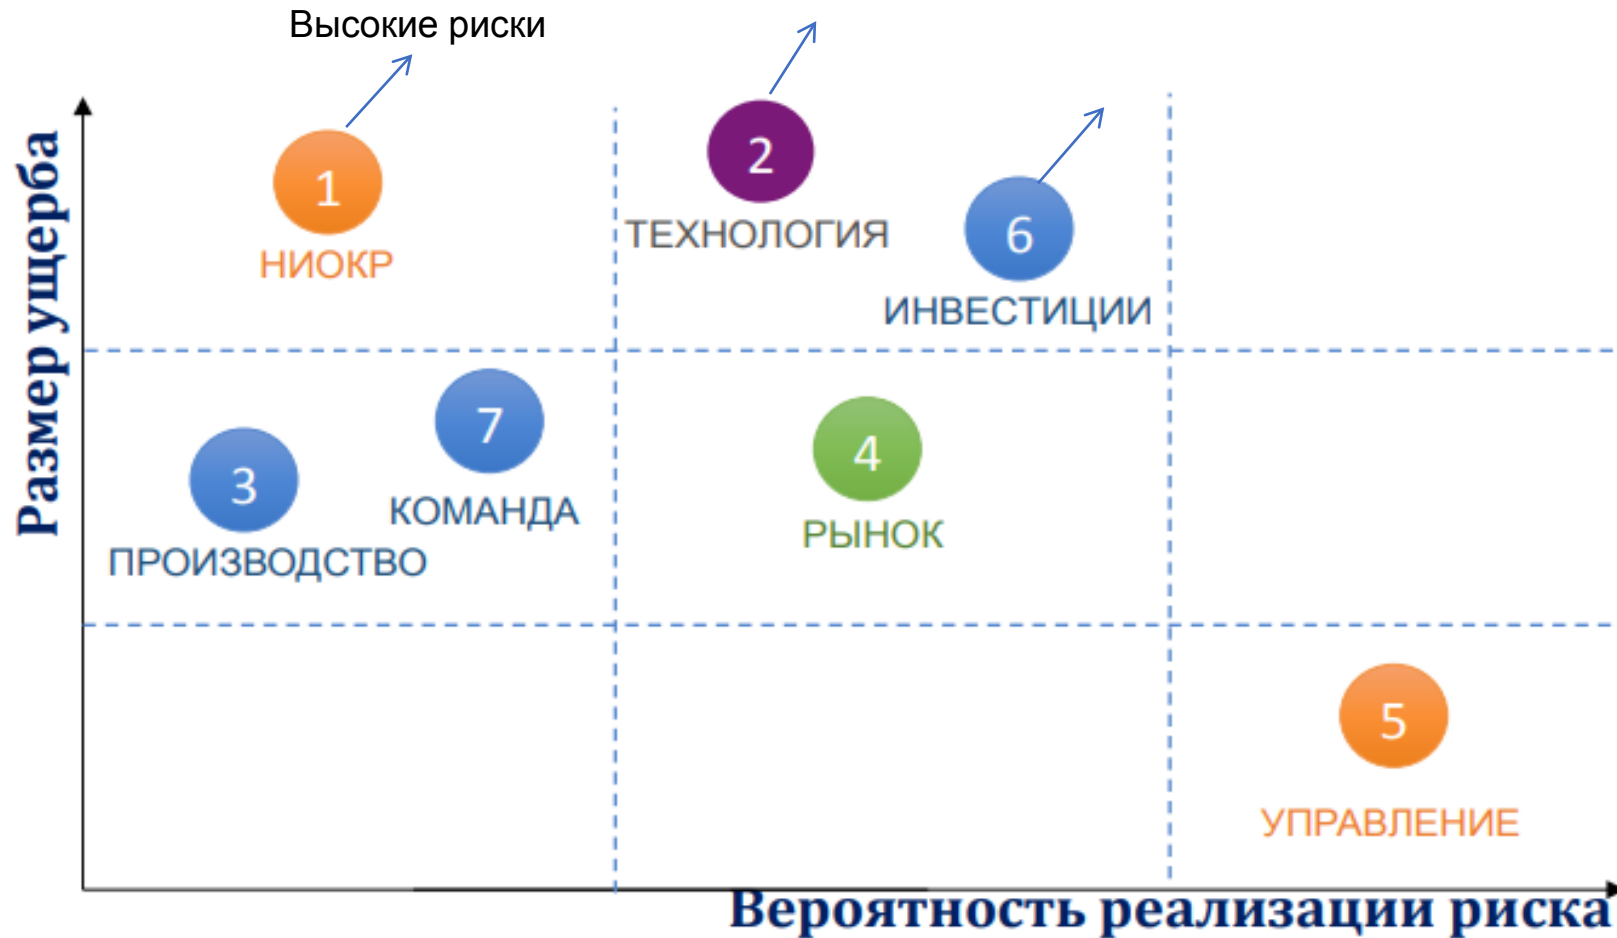 Высокие риски
Размер ущерба
1
НИОКР
2
ТЕХНОЛОГИЯ
6
ИНВЕСТИЦИИ
3
ПРОИЗВОДСТВО
7
КОМАНДА
4
РЫНОК
5
УПРАВЛЕНИЕ
Вероятность реализации риска